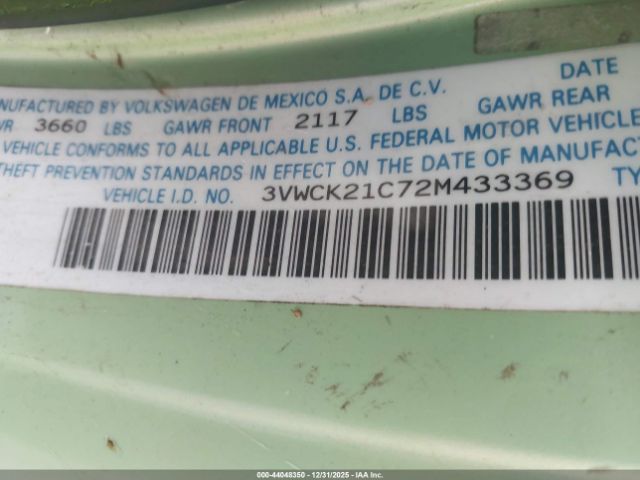 DATE
MANUFACTURED BY VOLKSWAGEN DE MEXICO S.A. DE C.V.
3660 LBS GAWR FRONT 2117 LBS GAWR REAR
VEHICLE CONFORMS TO ALL APPLICABLE U.S. FEDERAL MOTOR VEHICLE
THEFT PREVENTION STANDARDS IN EFFECT ON THE DATE OF MANUFACTUR
VEHICLE I.D. NO. 3VWCK21C72M433369 TY
000-44048350 - 12/31/2025 - IAA Inc.